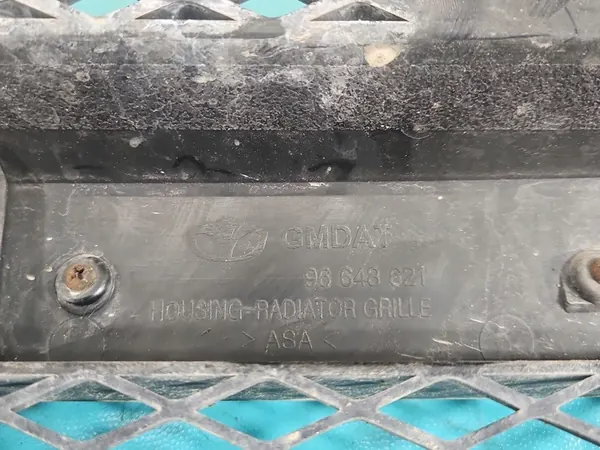 GMDAT
96 648 621
HOUSING-RADIATOR GRILLE
>ASA<